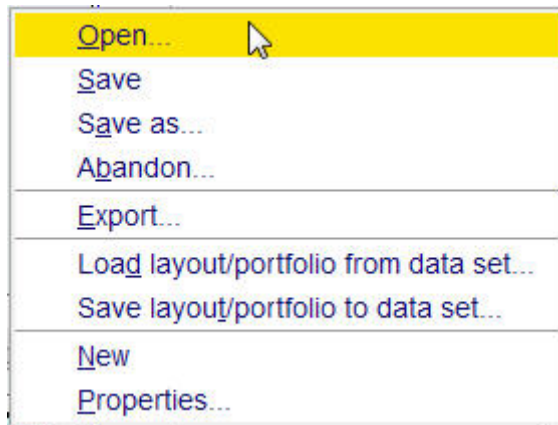 Open...
Save
Save as...
Abandon...
Export...
Load layout/portfolio from data set...
Save layout/portfolio to data set...
New
Properties...